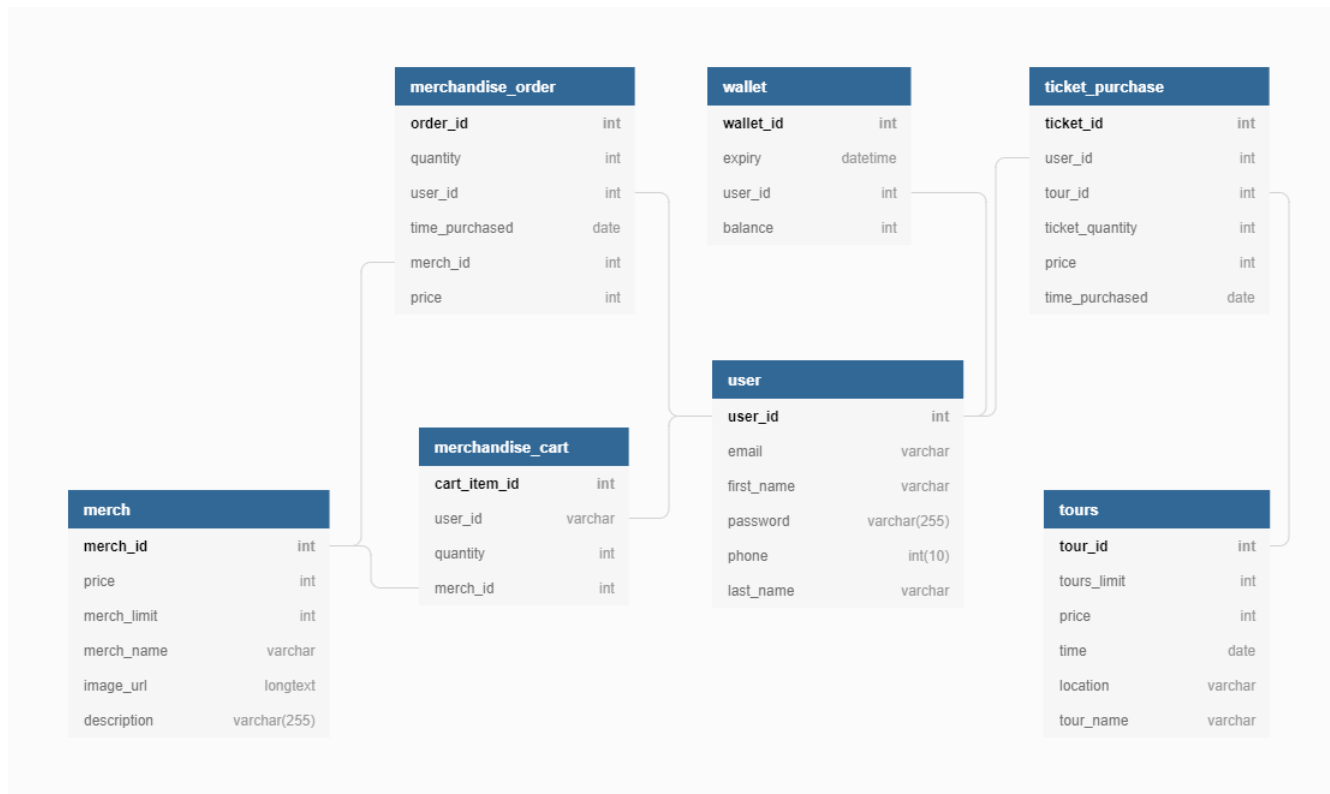 merchandise_order
order_id int
quantity int
user_id int
time_purchased date
merch_id int
price int
wallet
wallet_id int
expiry datetime
user_id int
balance int
ticket_purchase
ticket_id int
user_id int
tour_id int
ticket_quantity int
price int
time_purchased date
user
user_id int
email varchar
first_name varchar
password varchar(255)
phone int(10)
last_name varchar
merchandise_cart
cart_item_id int
user_id varchar
quantity int
merch_id int
merch
merch_id int
price int
merch_limit int
merch_name varchar
image_url longtext
description varchar(255)
tours
tour_id int
tours_limit int
price int
time date
location varchar
tour_name varchar